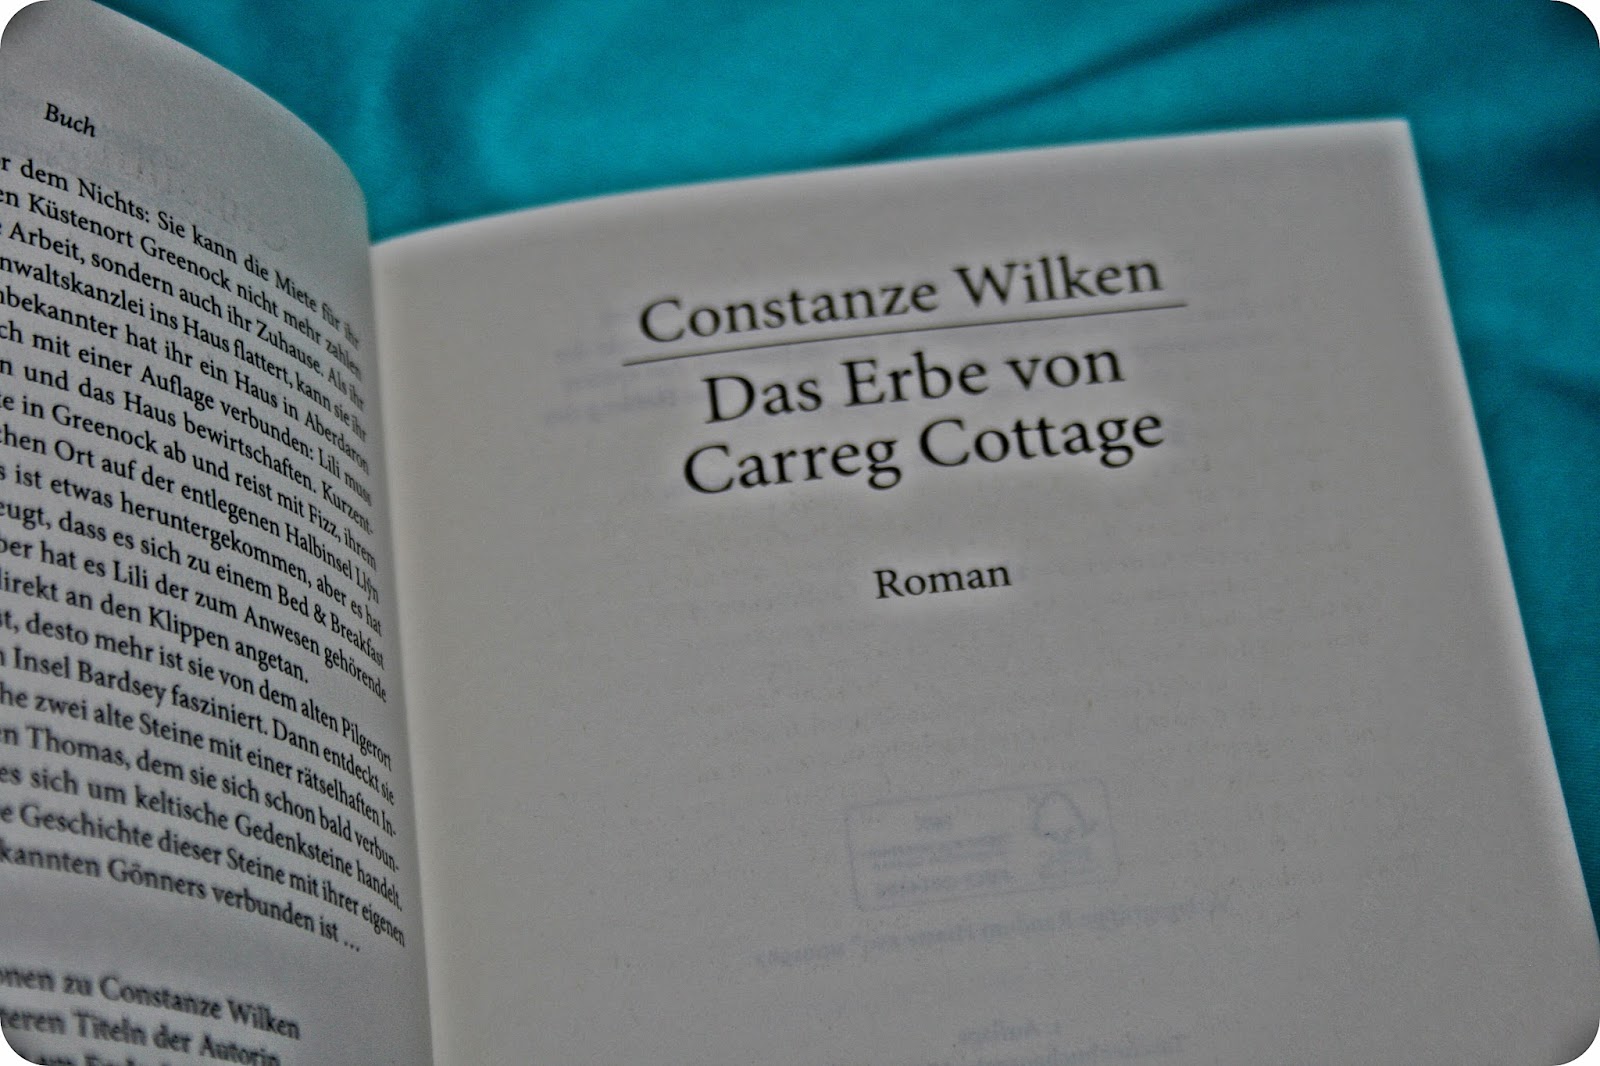 Buch
r dem Nichts: Sie kann die Miete für ihr
en Küstenort Greenock nicht mehr zahlen
e Arbeit, sondern auch ihr Zuhause. Als ihr
nwaltskanzlei ins Haus flattert, kann sie ihr
nbekannter hat ihr ein Haus in Aberdaron
ch mit einer Auflage verbunden: Lili muss
n und das Haus bewirtschaften. Kurzent-
te in Greenock ab und reist mit Fizz, ihrem
chen Ort auf der entlegenen Halbinsel Llŷn
s ist etwas heruntergekommen, aber es hat
eugt, dass es sich zu einem Bed & Breakfast
ber hat es Lili der zum Anwesen gehörende
direkt an den Klippen angetan.
st, desto mehr ist sie von dem alten Pilgerort
n Insel Bardsey fasziniert. Dann entdeckt sie
he zwei alte Steine mit einer rätselhaften In-
en Thomas, dem sie sich schon bald verbun-
es sich um keltische Gedenksteine handelt.
e Geschichte dieser Steine mit ihrer eigenen
kannten Gönners verbunden ist ...
onen zu Constanze Wilken
teren Titeln der Autorin
Constanze Wilken
Das Erbe von
Carreg Cottage
Roman